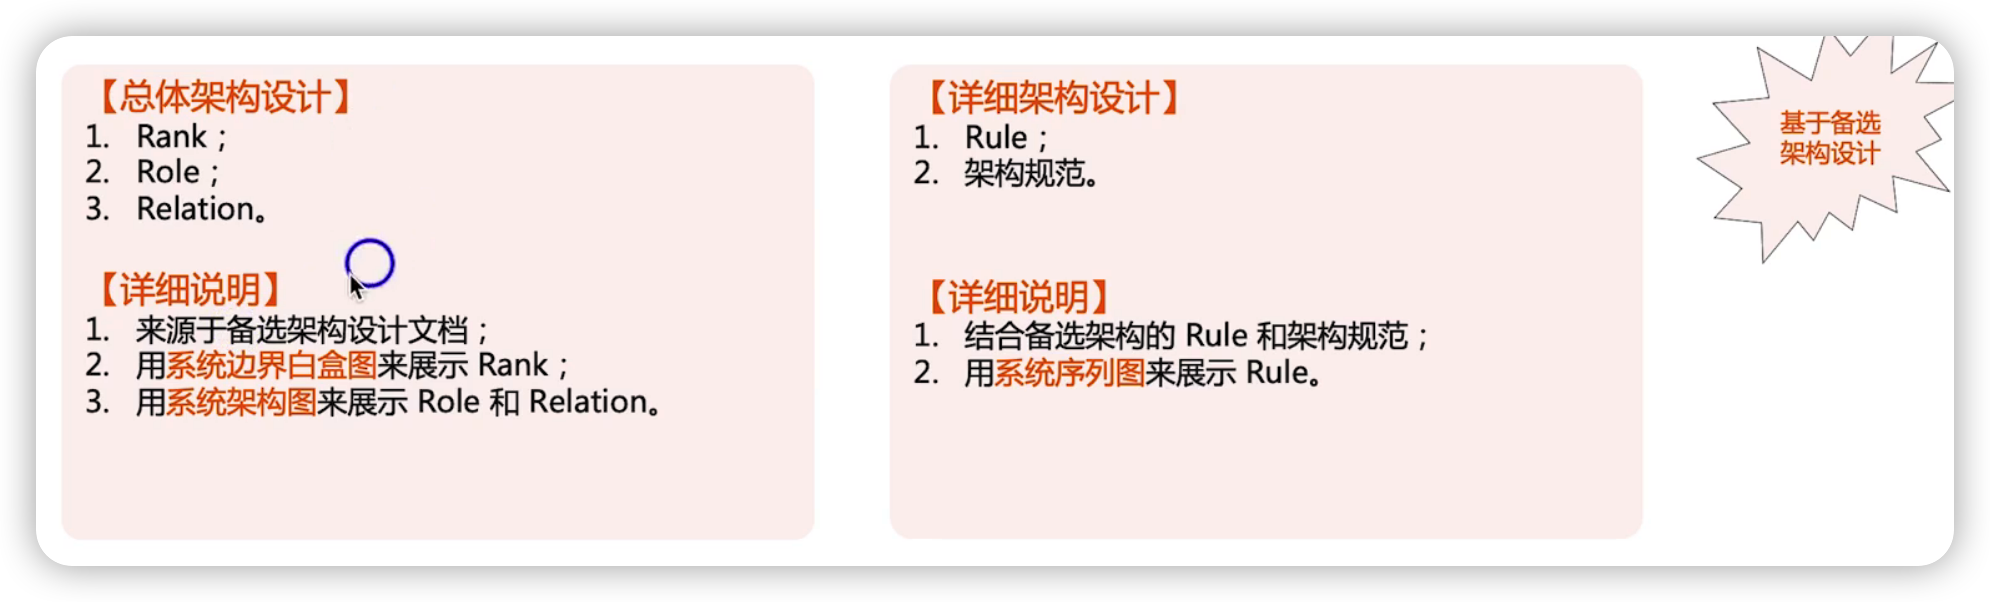 【总体架构设计】
1. Rank；
2. Role；
3. Relation。
【详细说明】
1. 来源于备选架构设计文档；
2. 用系统边界白盒图来展示 Rank；
3. 用系统架构图来展示 Role 和 Relation。
【详细架构设计】
1. Rule；
2. 架构规范。
【详细说明】
1. 结合备选架构的 Rule 和架构规范；
2. 用系统序列图来展示 Rule。
基于备选
架构设计